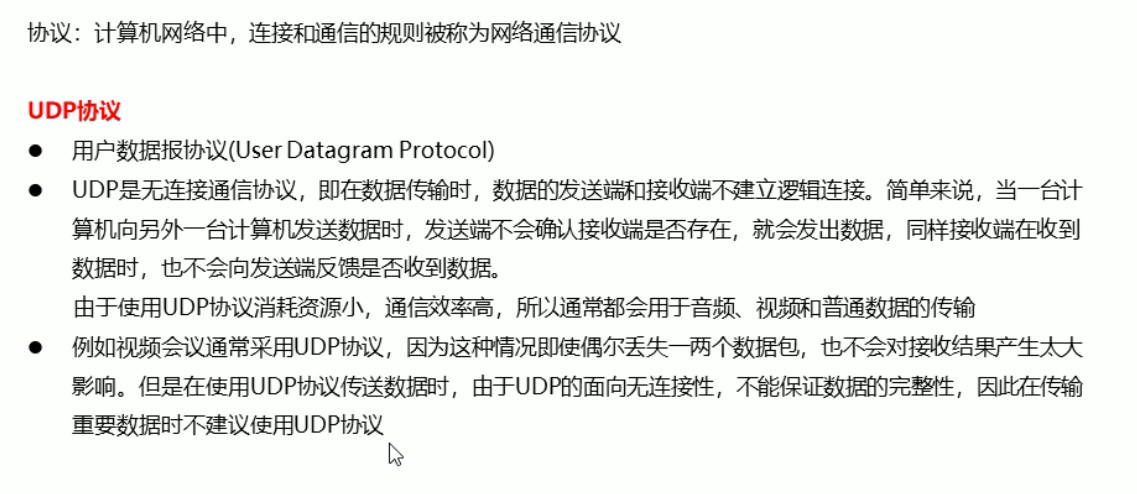 协议：计算机网络中，连接和通信的规则被称为网络通信协议
UDP协议
● 用户数据报协议(User Datagram Protocol)
● UDP是无连接通信协议，即在数据传输时，数据的发送端和接收端不建立逻辑连接。简单来说，当一台计
算机向另外一台计算机发送数据时，发送端不会确认接收端是否存在，就会发出数据，同样接收端在收到
数据时，也不会向发送端反馈是否收到数据。
由于使用UDP协议消耗资源小，通信效率高，所以通常都会用于音频、视频和普通数据的传输
● 例如视频会议通常采用UDP协议，因为这种情况即使偶尔丢失一两个数据包，也不会对接收结果产生太大
影响。但是在使用UDP协议传送数据时，由于UDP的面向无连接性，不能保证数据的完整性，因此在传输
重要数据时不建议使用UDP协议